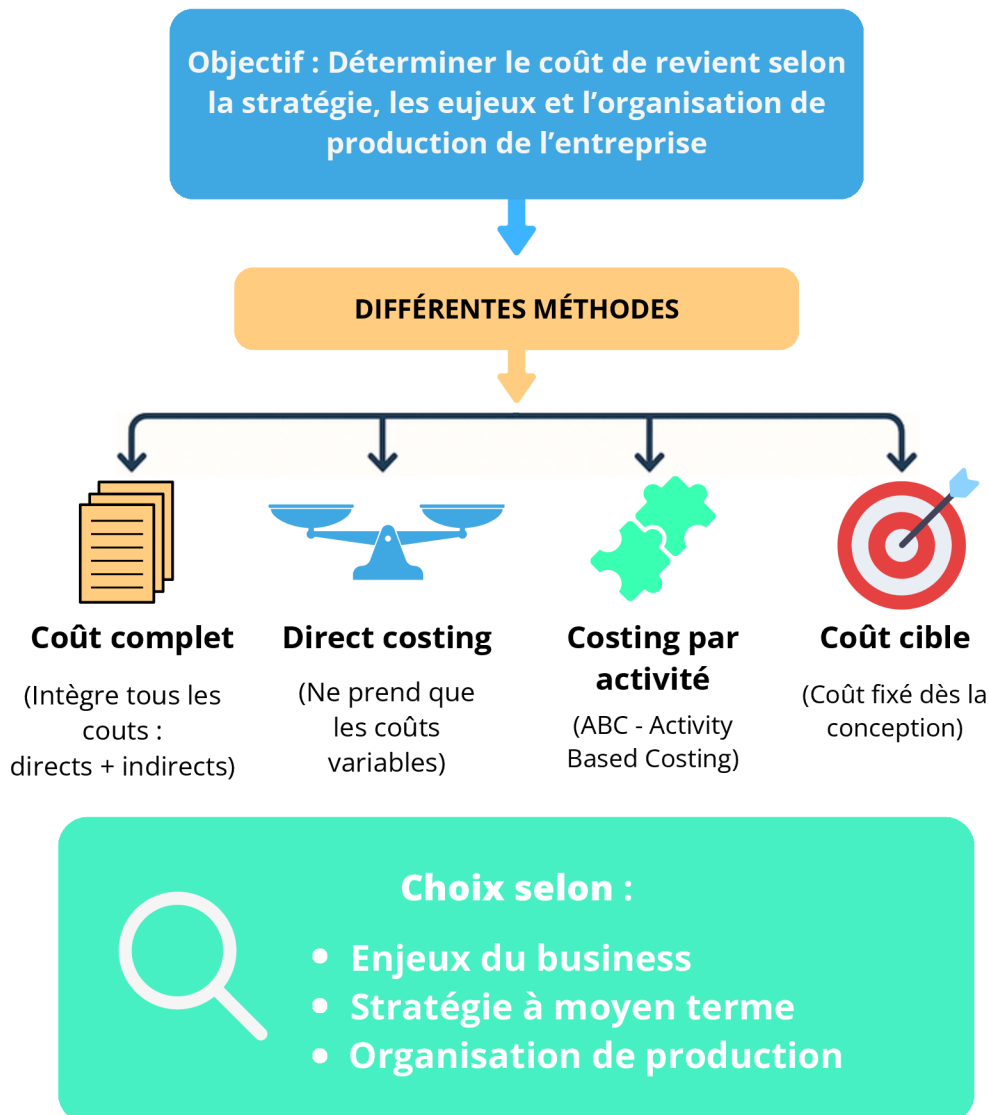 Objectif : Déterminer le coût de revient selon
la stratégie, les eujeux et l’organisation de
production de l’entreprise
DIFFÉRENTES MÉTHODES
Coût complet
(Intègre tous les
couts :
directs + indirects)
Direct costing
(Ne prend que
les coûts
variables)
Costing par
activité
(ABC - Activity
Based Costing)
Coût cible
(Coût fixé dès la
conception)
Choix selon :
• Enjeux du business
• Stratégie à moyen terme
• Organisation de production